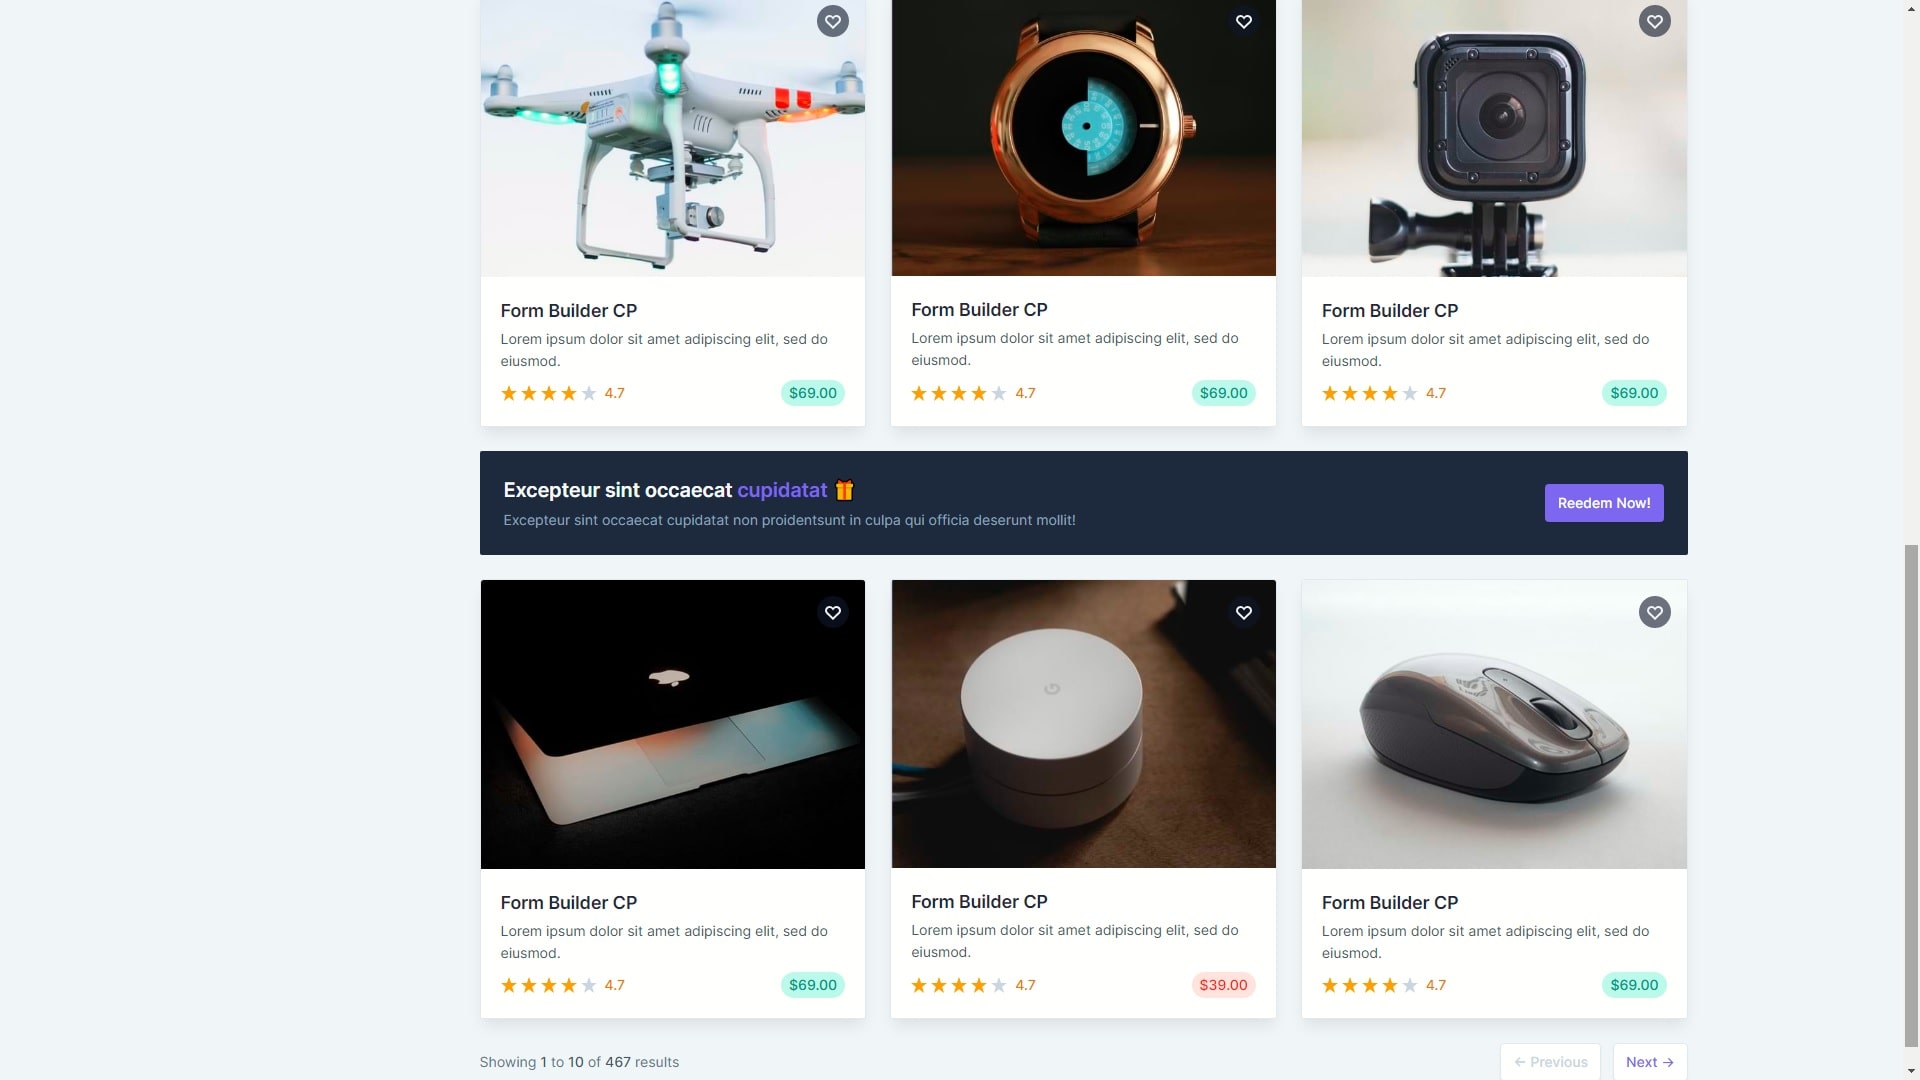 Form Builder CP
Lorem ipsum dolor sit amet adipiscing elit, sed do
eiusmod.
4.7
$69.00
Form Builder CP
Lorem ipsum dolor sit amet adipiscing elit, sed do
eiusmod.
4.7
$69.00
Form Builder CP
Lorem ipsum dolor sit amet adipiscing elit, sed do
eiusmod.
4.7
$69.00
Excepteur sint occaecat cupidatat 🎁
Excepteur sint occaecat cupidatat non proidentsunt in culpa qui officia deserunt mollit!
Reedem Now!
Form Builder CP
Lorem ipsum dolor sit amet adipiscing elit, sed do
eiusmod.
4.7
$69.00
Form Builder CP
Lorem ipsum dolor sit amet adipiscing elit, sed do
eiusmod.
4.7
$39.00
Form Builder CP
Lorem ipsum dolor sit amet adipiscing elit, sed do
eiusmod.
4.7
$69.00
Showing 1 to 10 of 467 results
← Previous
Next →